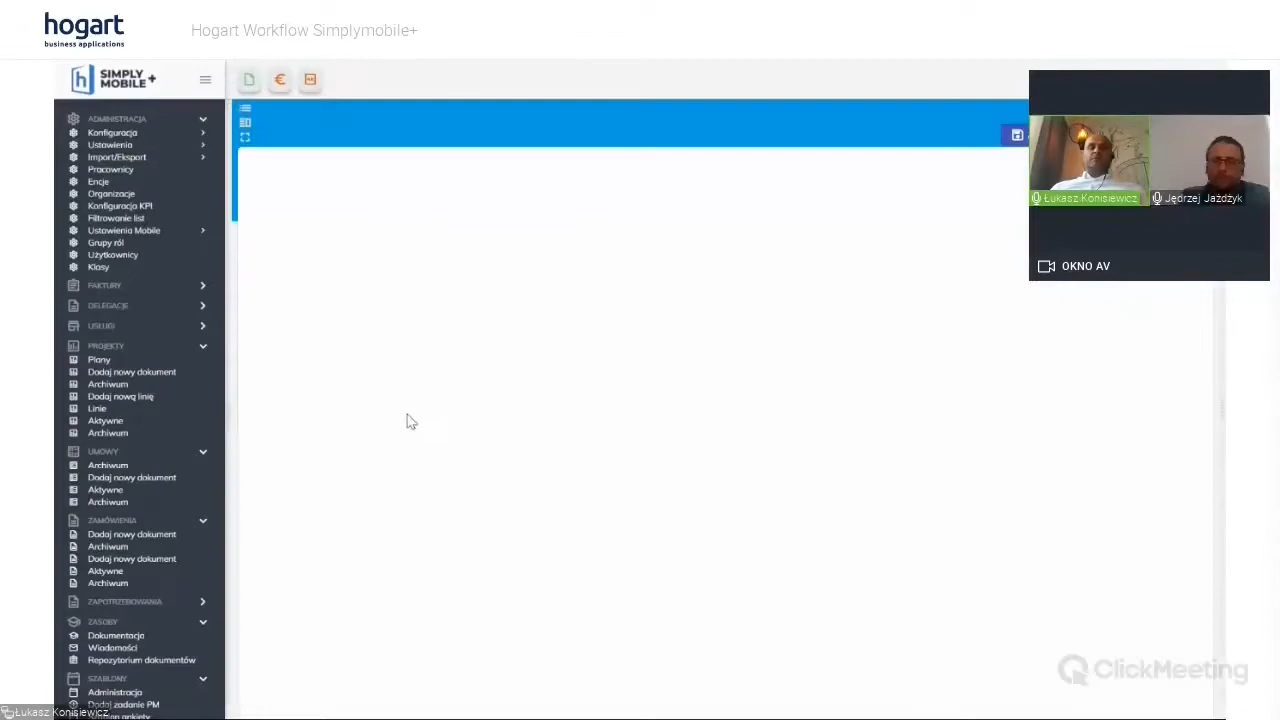 hogart
business applications
Hogart Workflow Simplymobile+
SIMPLY
MOBILE +
ADMINISTRACJA
Konfiguracja
Ustawienia
Import/Eksport
Pracownicy
Encje
Organizacje
Konfiguracja KPI
Filtrowanie list
Ustawienia Mobile
Grupy ról
Użytkownicy
Klasy
FAKTURY
DELEGACJE
USŁUGI
PROJEKTY
Plany
Dodaj nowy dokument
Archiwum
Dodaj nową linię
Linie
Aktywne
Archiwum
UMOWY
Archiwum
Dodaj nowy dokument
Aktywne
Archiwum
ZAMÓWIENIA
Dodaj nowy dokument
Archiwum
Dodaj nowy dokument
Aktywne
Archiwum
ZAPOTRZEBOWANIA
ZASOBY
Dokumentacja
Wiadomości
Repozytorium dokumentów
SZABLONY
Administracja
Dodaj zadanie PM
Łukasz Konisiewicz
Łukasz Konisiewicz
Jędrzej Jażdżyk
OKNO AV
ClickMeeting